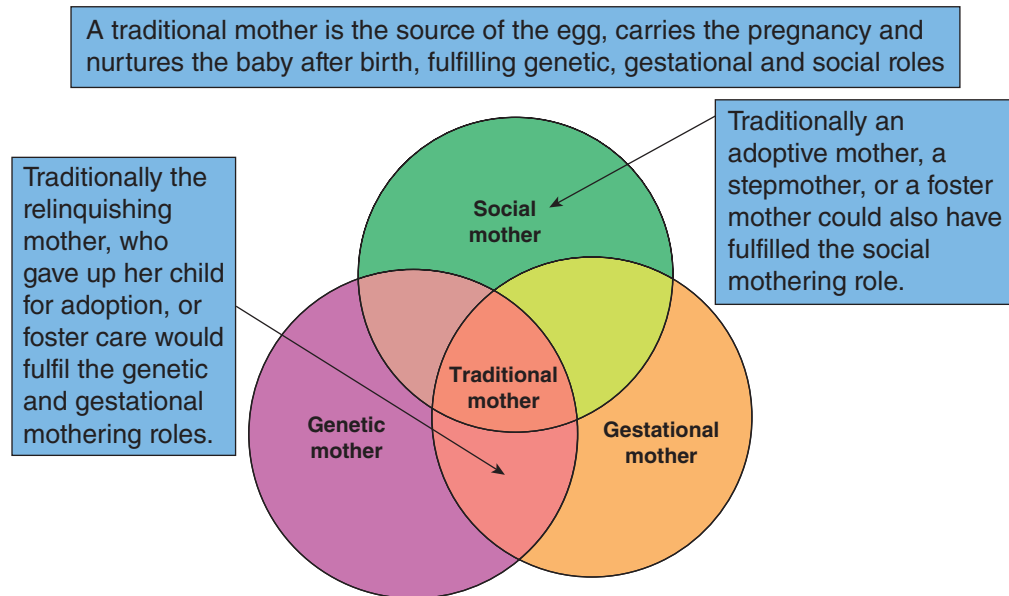 A traditional mother is the source of the egg, carries the pregnancy and
nurtures the baby after birth, fulfilling genetic, gestational and social roles
Traditionally the
relinquishing
mother, who
gave up her child
for adoption, or
foster care would
fulfil the genetic
and gestational
mothering roles.
Traditionally an
adoptive mother, a
stepmother, or a foster
mother could also have
fulfilled the social
mothering role.
Social
mother
Traditional
mother
Genetic
mother
Gestational
mother